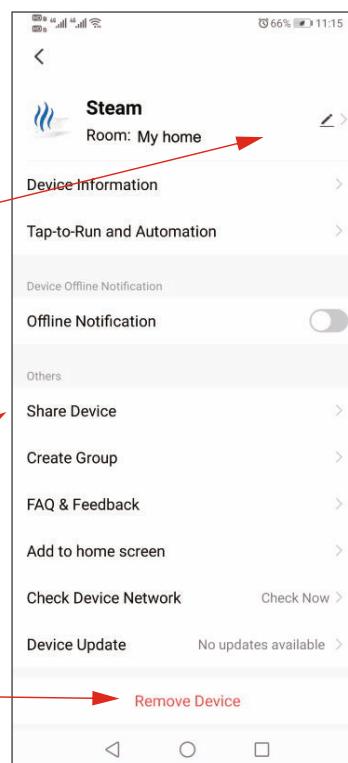 66% 11:15
Steam
Room: My home
Device Information
Tap-to-Run and Automation
Device Offline Notification
Offline Notification
Others
Share Device
Create Group
FAQ & Feedback
Add to home screen
Check Device Network Check Now
Device Update No updates available
Remove Device